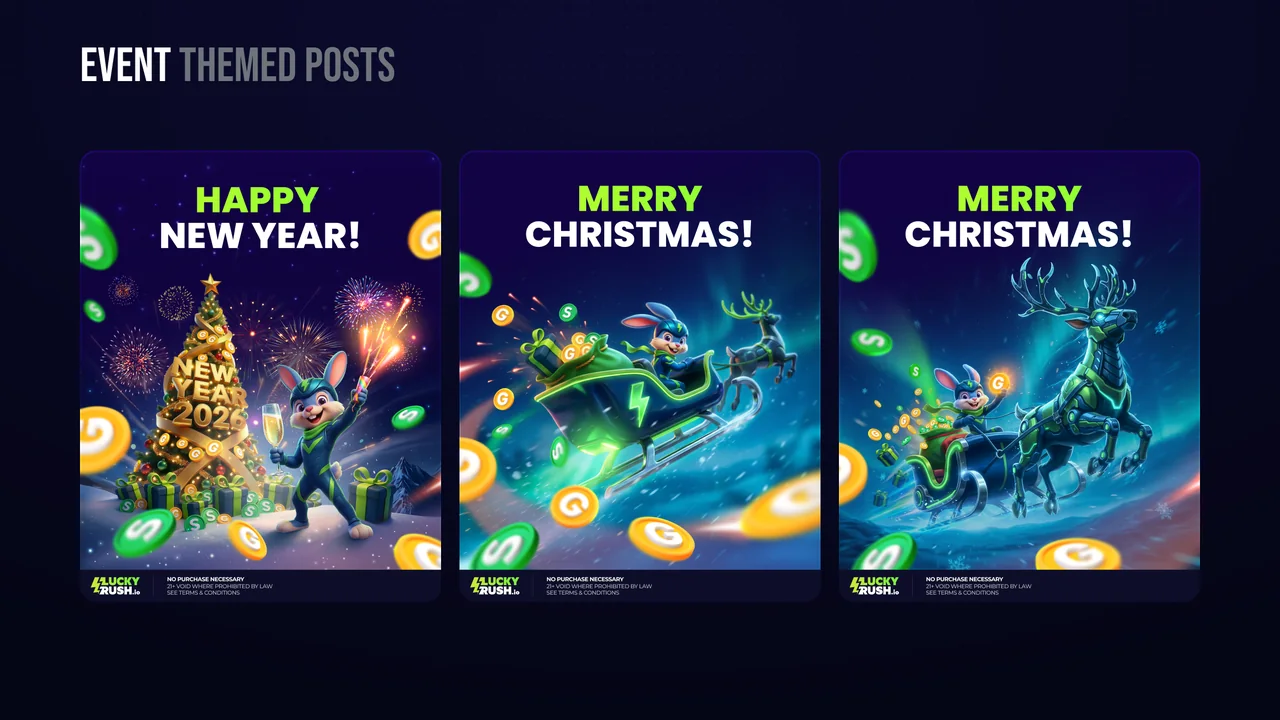 EVENT THEMED POSTS
HAPPY
NEW YEAR!
NEW
YEAR
2026
LUCKY
RUSH.io
NO PURCHASE NECESSARY
21+ VOID WHERE PROHIBITED BY LAW
SEE TERMS & CONDITIONS
MERRY
CHRISTMAS!
LUCKY
RUSH.io
NO PURCHASE NECESSARY
21+ VOID WHERE PROHIBITED BY LAW
SEE TERMS & CONDITIONS
MERRY
CHRISTMAS!
LUCKY
RUSH.io
NO PURCHASE NECESSARY
21+ VOID WHERE PROHIBITED BY LAW
SEE TERMS & CONDITIONS